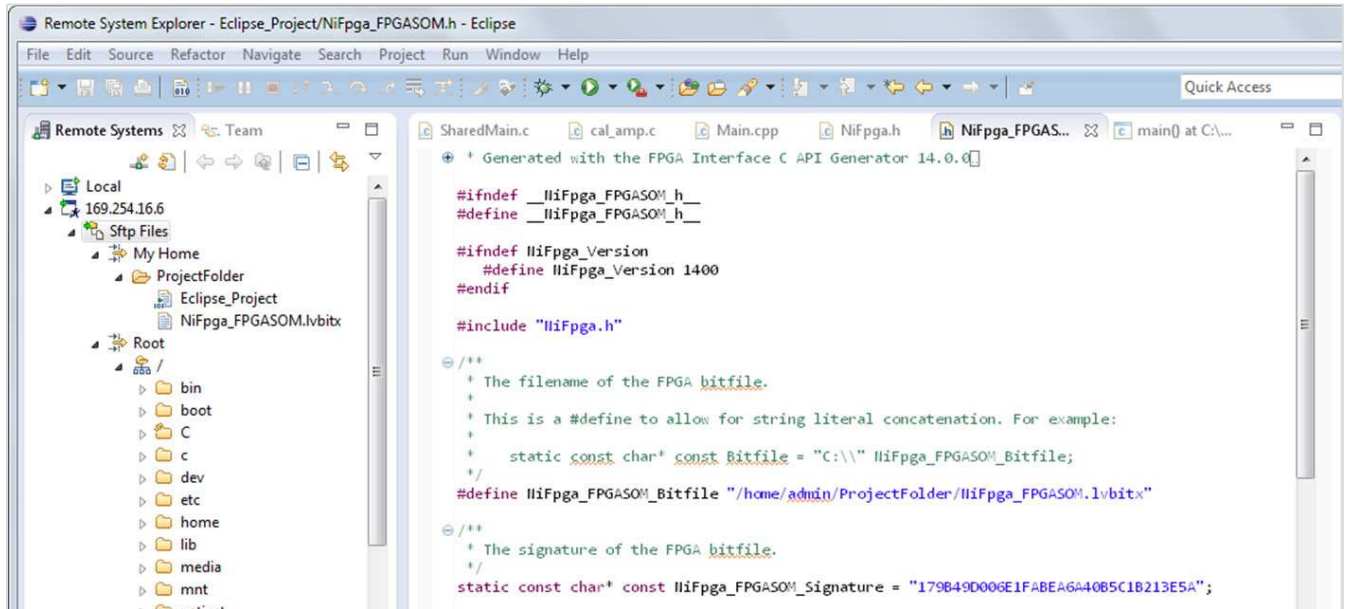 Remote System Explorer - Eclipse_Project/NiFpga_FPGASOM.h - Eclipse
File Edit Source Refactor Navigate Search Project Run Window Help
Quick Access
Remote Systems Team
Local
169.254.16.6
Sftp Files
My Home
ProjectFolder
Eclipse_Project
NiFpga_FPGASOM.lvbitx
Root
/
bin
boot
C
c
dev
etc
home
lib
media
mnt
SharedMain.c cal_amp.c Main.cpp NiFpga.h NiFpga_FPGAS... main() at C:\...
* Generated with the FPGA Interface C API Generator 14.0.0
#ifndef __NiFpga_FPGASOM_h__
#define __NiFpga_FPGASOM_h__
#ifndef NiFpga_Version
#define NiFpga_Version 1400
#endif
#include "NiFpga.h"
/**
* The filename of the FPGA bitfile.
*
* This is a #define to allow for string literal concatenation. For example:
*
* static const char* const Bitfile = "C:\\" NiFpga_FPGASOM_Bitfile;
*/
#define NiFpga_FPGASOM_Bitfile "/home/admin/ProjectFolder/NiFpga_FPGASOM.lvbitx"
/**
* The signature of the FPGA bitfile.
*/
static const char* const NiFpga_FPGASOM_Signature = "179B49D006E1FABEA6A40B5C1B213E5A";